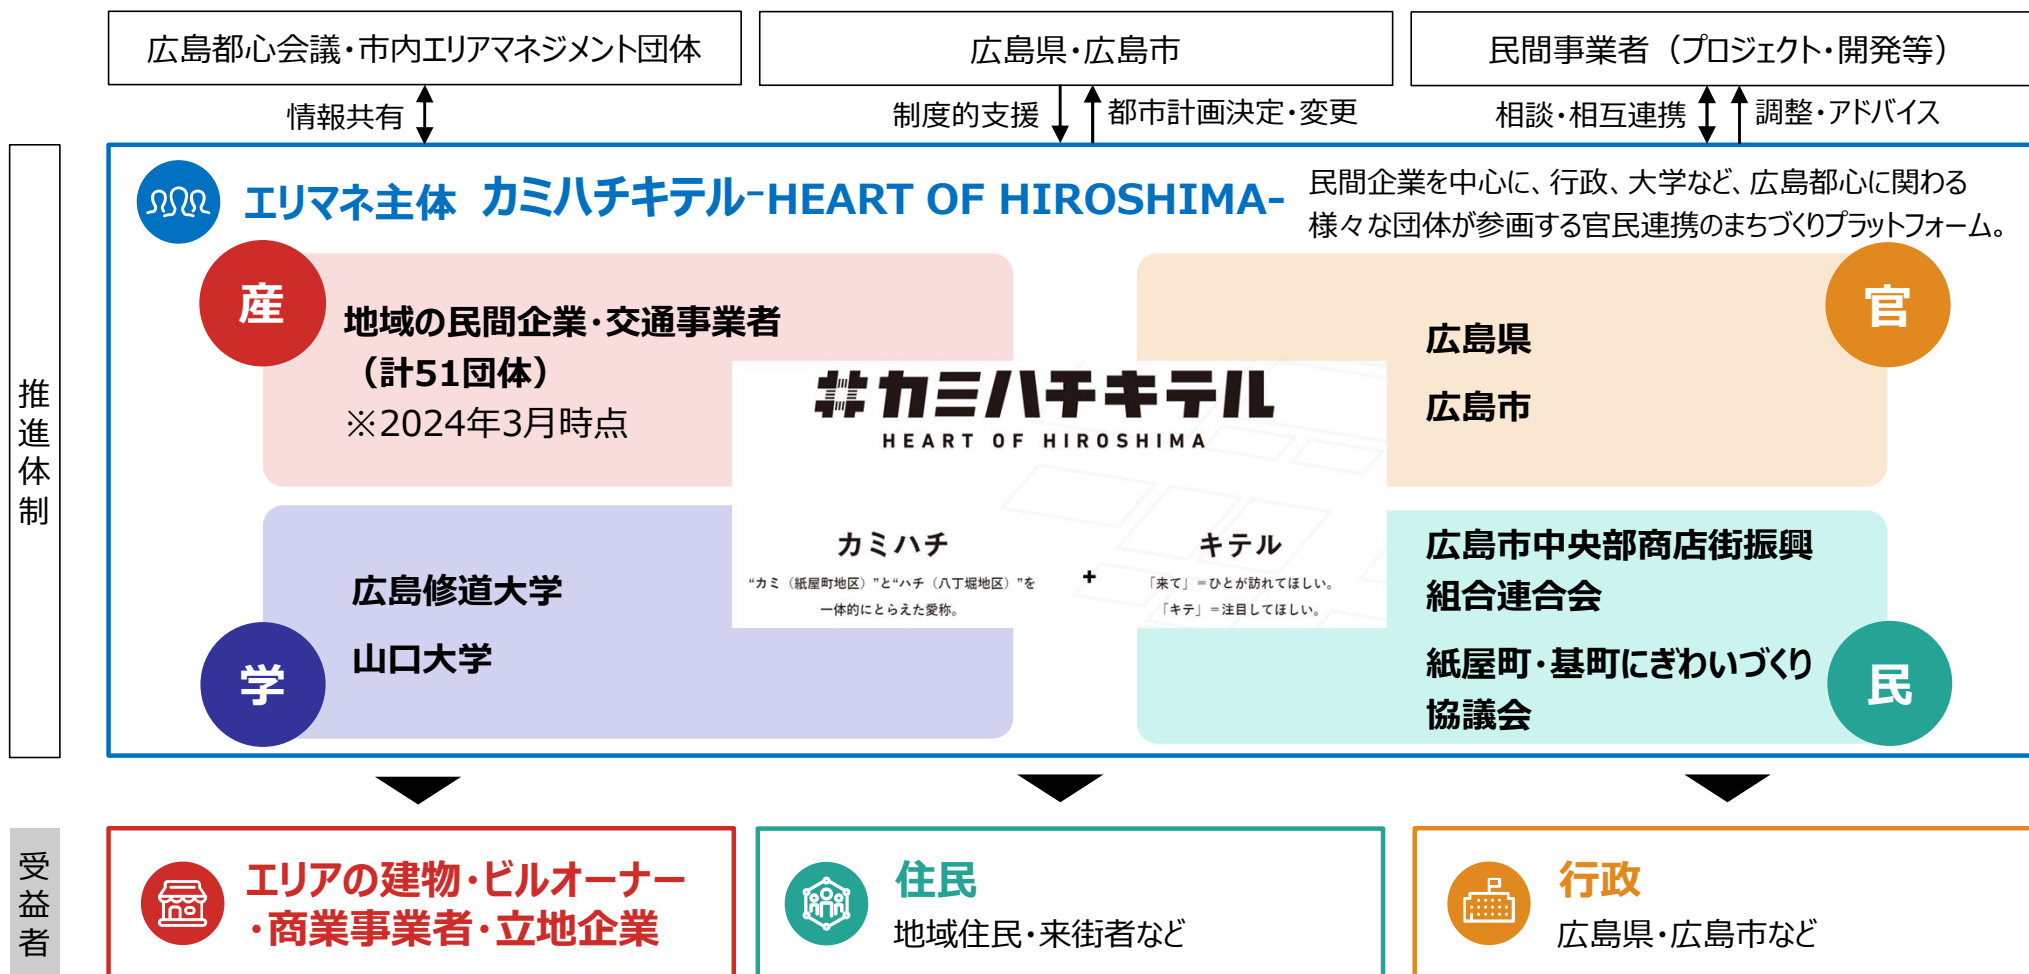 広島都心会議・市内エリアマネジメント団体
広島県・広島市
民間事業者（プロジェクト・開発等）
情報共有
制度的支援
都市計画決定・変更
相談・相互連携
調整・アドバイス
推進体制
エリマネ主体 カミハチキテル-HEART OF HIROSHIMA-
民間企業を中心に、行政、大学など、広島都心に関わる
様々な団体が参画する官民連携のまちづくりプラットフォーム。
産
地域の民間企業・交通事業者
（計51団体）
※2024年3月時点
官
広島県
広島市
#カミハチキテル
HEART OF HIROSHIMA
カミハチ
“カミ（紙屋町地区）”と“ハチ（八丁堀地区）”を
一体的にとらえた愛称。
+
キテル
「来て」＝ひとが訪れてほしい。
「キテ」＝注目してほしい。
学
広島修道大学
山口大学
広島市中央部商店街振興
組合連合会
紙屋町・基町にぎわいづくり
協議会
民
受益者
エリアの建物・ビルオーナー
・商業事業者・立地企業
住民
地域住民・来街者など
行政
広島県・広島市など